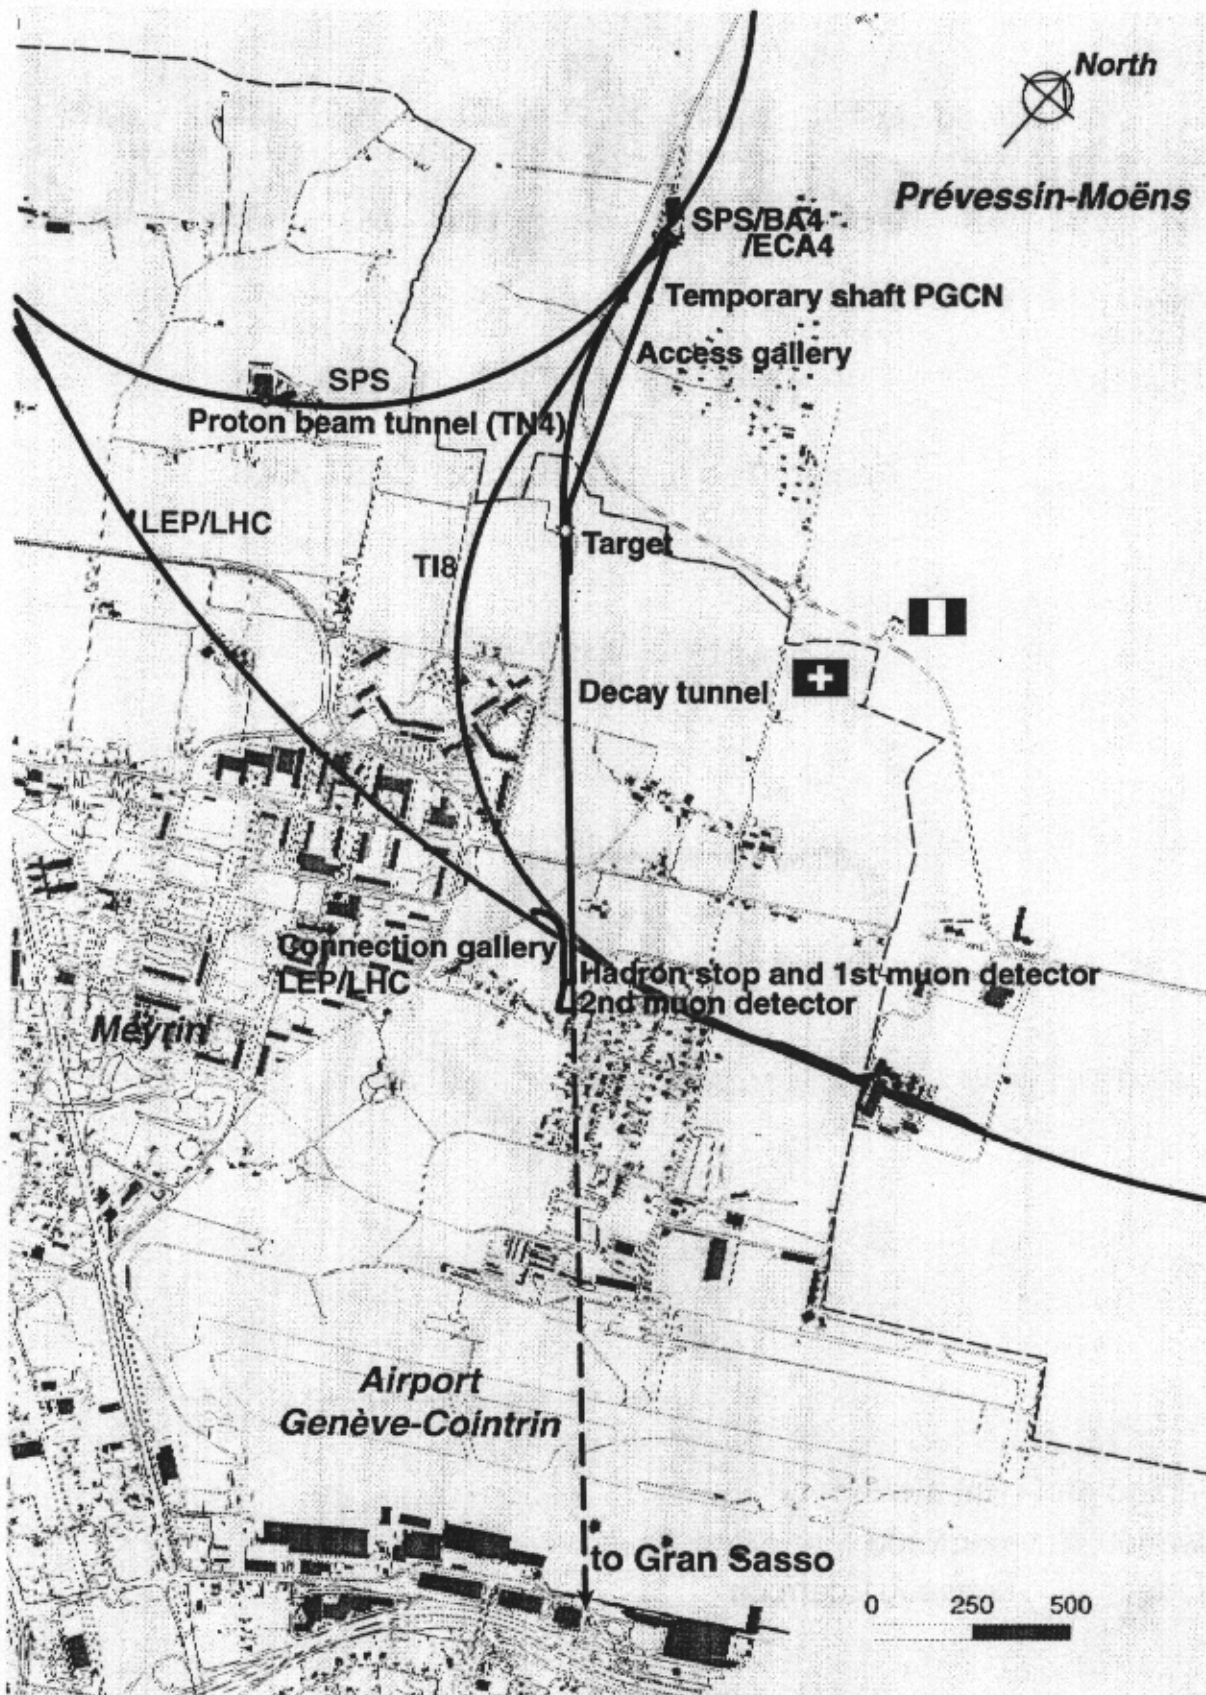 North
Prévessin-Moëns
SPS/BA4
/ECA4
Temporary shaft PGCN
Access gallery
SPS
Proton beam tunnel (TN4)
LEP/LHC
Target
TI8
Decay tunnel
Connection gallery
LEP/LHC
Hadron stop and 1st muon detector
2nd muon detector
Meyrin
Airport
Genève-Cointrin
to Gran Sasso
0 250 500